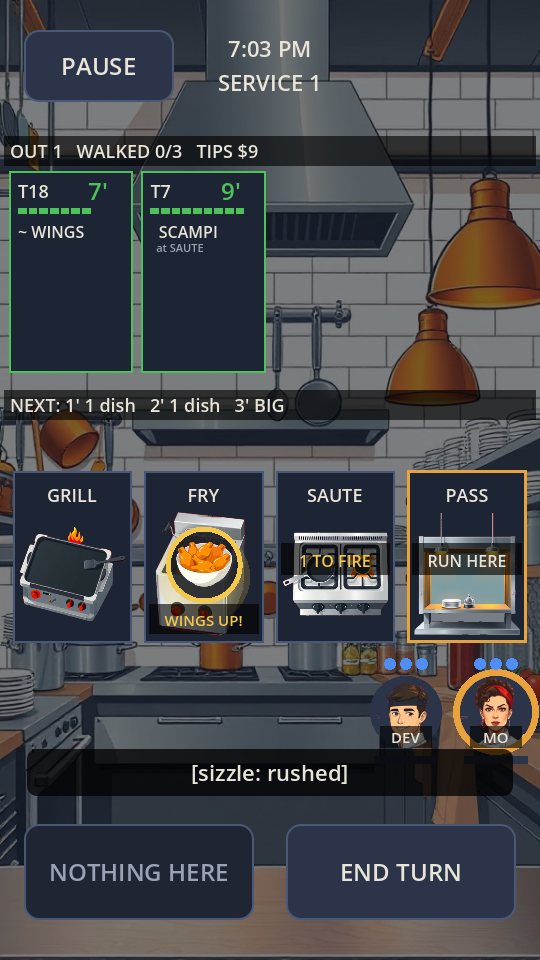 PAUSE
7:03 PM
SERVICE 1
OUT 1 WALKED 0/3 TIPS $9
T18 7'
~ WINGS
T7 9'
SCAMPI
at SAUTE
NEXT: 1' 1 dish 2' 1 dish 3' BIG
GRILL
FRY
WINGS UP!
SAUTE
1 TO FIRE
PASS
RUN HERE
DEV
MO
[sizzle: rushed]
NOTHING HERE
END TURN